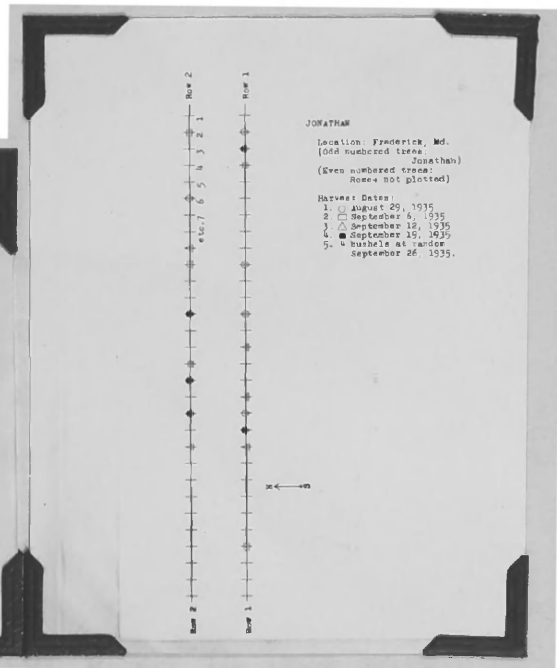 Row 2
Row 1
1
2
3
4
5
6
etc.7
JONATHAN
Location: Frederick, Md.
(Odd numbered trees:
Jonathan)
(Even numbered trees:
Rome; not plotted)
Harvest Dates:
1. ○ August 29, 1935
2. □ September 6, 1935
3. △ September 12, 1935
4. ● September 19, 1935
5. 4 bushels at random
September 26, 1935.
N ↔ S
Row 2
Row 1